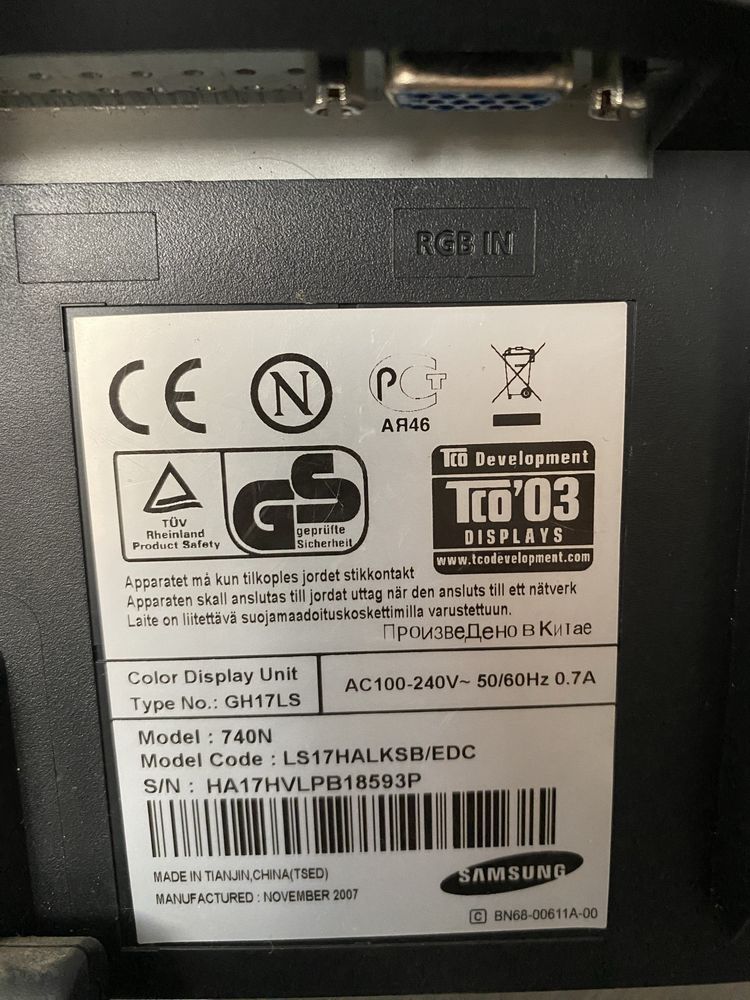 RGB IN
CE
N
РСТ
АЯ46
TÜV
Rheinland
Product Safety
GS
geprüfte
Sicherheit
TCO Development
TCO'03
DISPLAYS
www.tcodevelopment.com
Apparatet må kun tilkoples jordet stikkontakt
Apparaten skall anslutas till jordat uttag när den ansluts till ett nätverk
Laite on liitettävä suojamaadoituskoskettimilla varustettuun.
Произведено в Китае
Color Display Unit
Type No.: GH17LS
AC100-240V~ 50/60Hz 0.7A
Model : 740N
Model Code : LS17HALKSB/EDC
S/N : HA17HVLPB18593P
MADE IN TIANJIN,CHINA(TSED)
MANUFACTURED : NOVEMBER 2007
SAMSUNG
C BN68-00611A-00